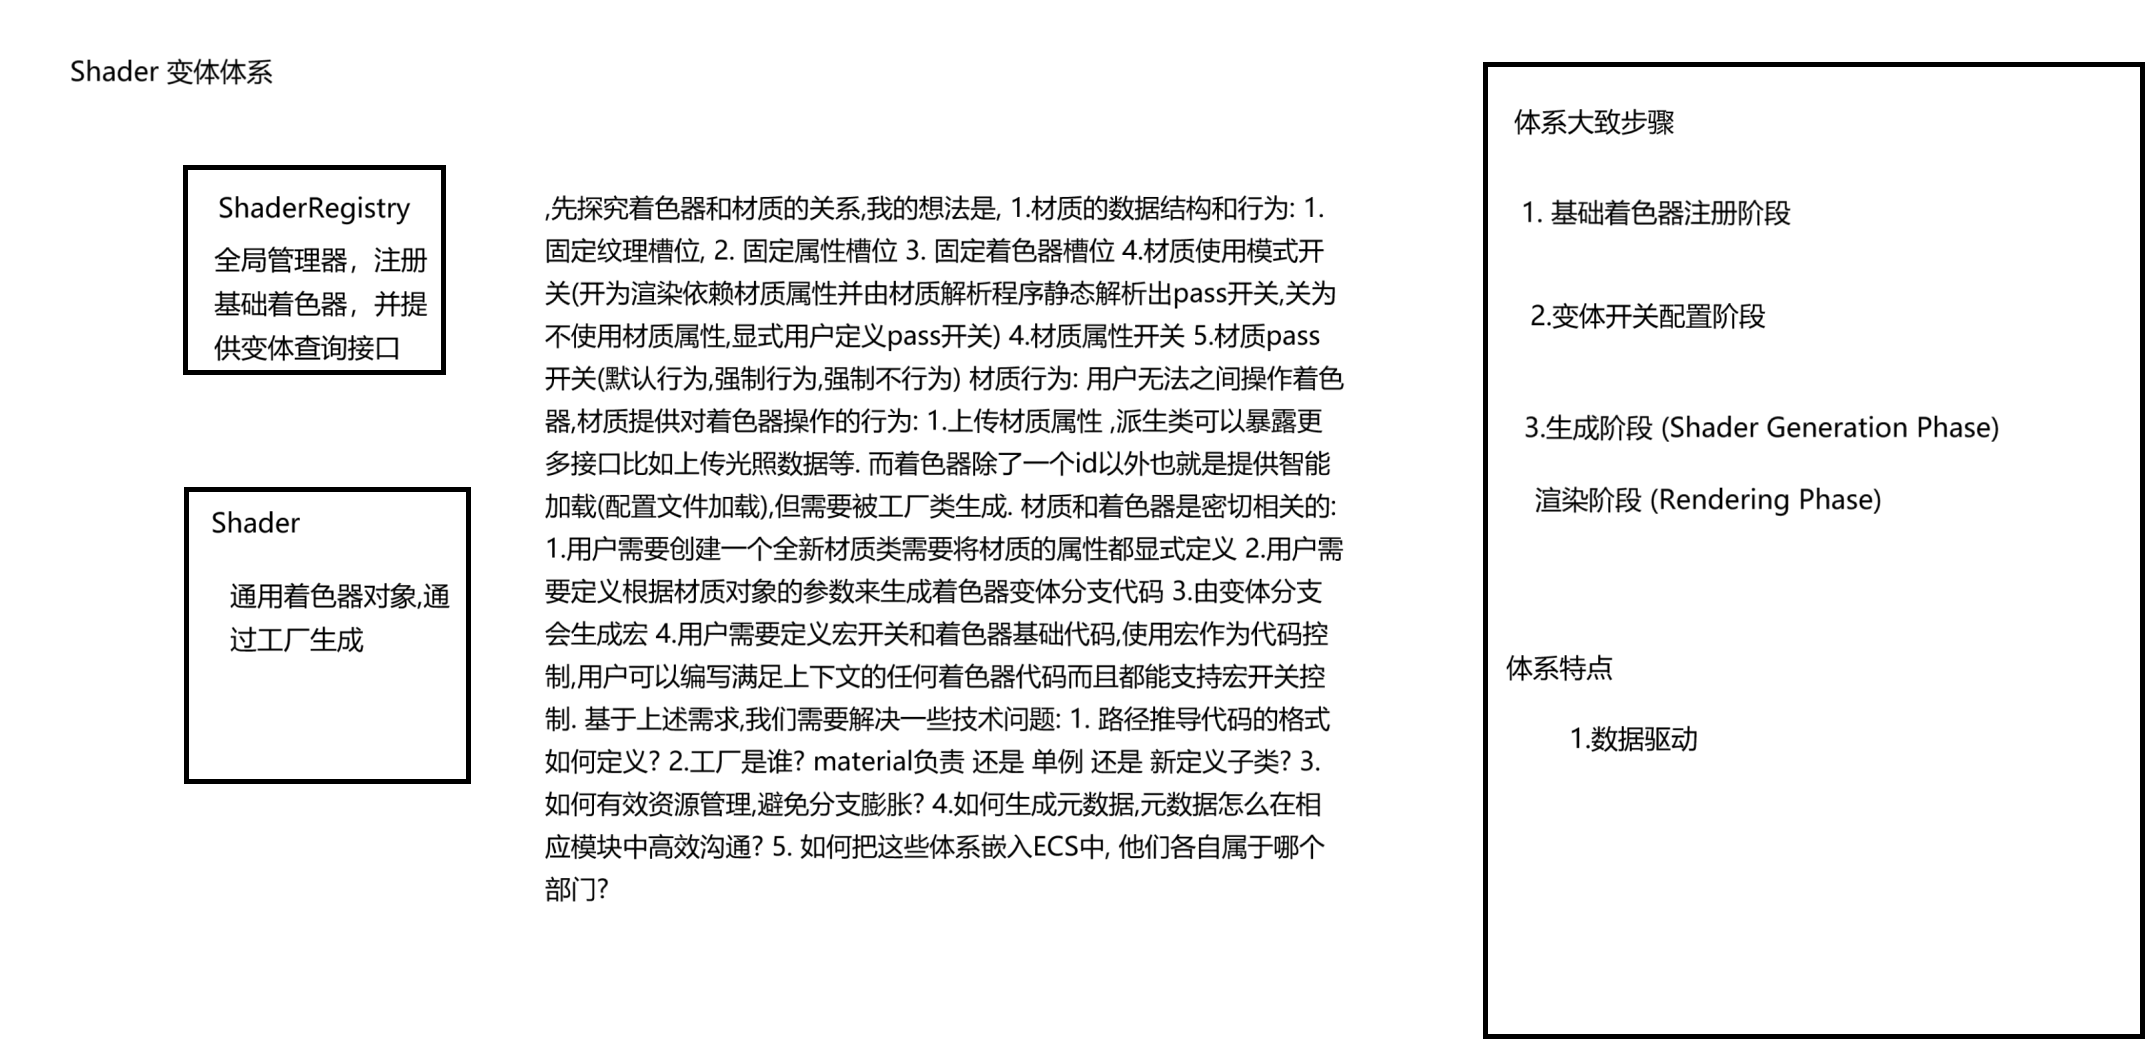 Shader 变体体系
ShaderRegistry
全局管理器，注册
基础着色器，并提
供变体查询接口
Shader
通用着色器对象,通
过工厂生成
,先探究着色器和材质的关系,我的想法是, 1.材质的数据结构和行为: 1.
固定纹理槽位, 2. 固定属性槽位 3. 固定着色器槽位 4.材质使用模式开
关(开为渲染依赖材质属性并由材质解析程序静态解析出pass开关,关为
不使用材质属性,显式用户定义pass开关) 4.材质属性开关 5.材质pass
开关(默认行为,强制行为,强制不行为) 材质行为: 用户无法之间操作着色
器,材质提供对着色器操作的行为: 1.上传材质属性 ,派生类可以暴露更
多接口比如上传光照数据等. 而着色器除了一个id以外也就是提供智能
加载(配置文件加载),但需要被工厂类生成. 材质和着色器是密切相关的:
1.用户需要创建一个全新材质类需要将材质的属性都显式定义 2.用户需
要定义根据材质对象的参数来生成着色器变体分支代码 3.由变体分支
会生成宏 4.用户需要定义宏开关和着色器基础代码,使用宏作为代码控
制,用户可以编写满足上下文的任何着色器代码而且都能支持宏开关控
制. 基于上述需求,我们需要解决一些技术问题: 1. 路径推导代码的格式
如何定义? 2.工厂是谁? material负责 还是 单例 还是 新定义子类? 3.
如何有效资源管理,避免分支膨胀? 4.如何生成元数据,元数据怎么在相
应模块中高效沟通? 5. 如何把这些体系嵌入ECS中, 他们各自属于哪个
部门?
体系大致步骤
1. 基础着色器注册阶段
2.变体开关配置阶段
3.生成阶段 (Shader Generation Phase)
渲染阶段 (Rendering Phase)
体系特点
1.数据驱动